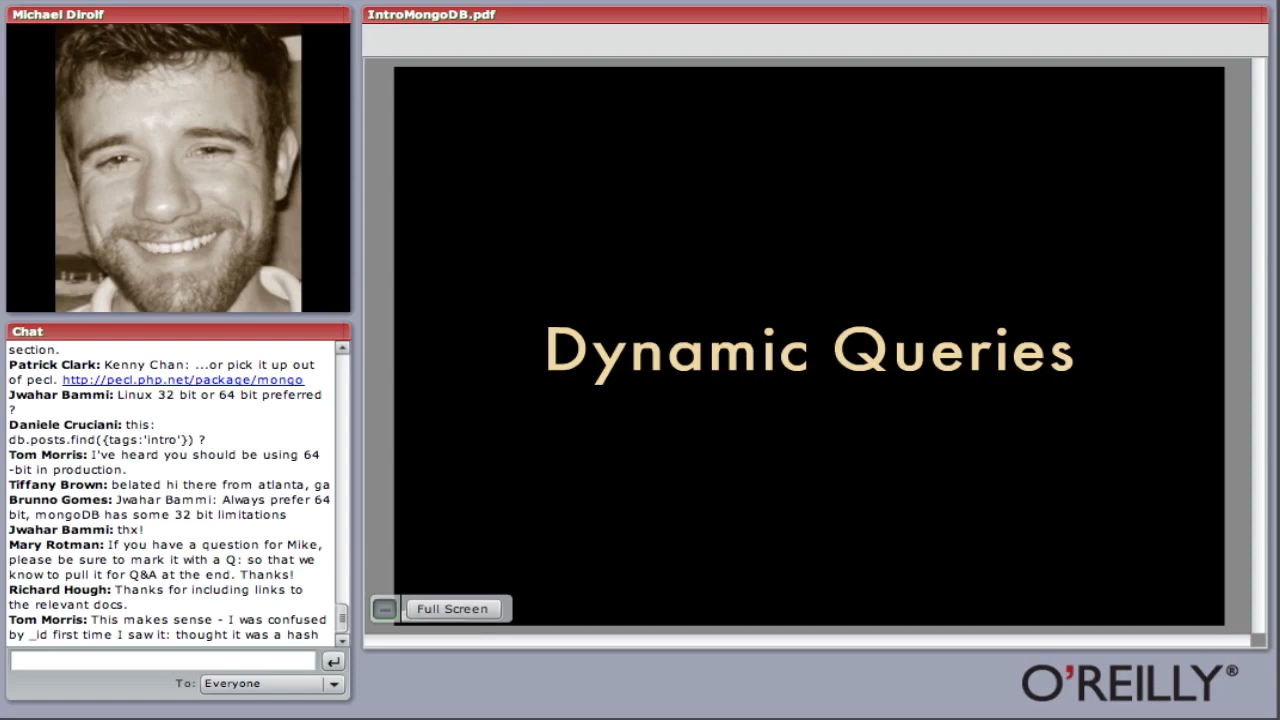 Michael Dirolf
IntroMongoDB.pdf
Dynamic Queries
Full Screen
Chat
section.
Patrick Clark: Kenny Chan: ...or pick it up out
of pecl. http://pecl.php.net/package/mongo
Jwahar Bammi: Linux 32 bit or 64 bit preferred
?
Daniele Cruciani: this:
db.posts.find({tags:'intro'}) ?
Tom Morris: I've heard you should be using 64
-bit in production.
Tiffany Brown: belated hi there from atlanta, ga
Brunno Gomes: Jwahar Bammi: Always prefer 64
bit, mongoDB has some 32 bit limitations
Jwahar Bammi: thx!
Mary Rotman: If you have a question for Mike,
please be sure to mark it with a Q: so that we
know to pull it for Q&A at the end. Thanks!
Richard Hough: Thanks for including links to
the relevant docs.
Tom Morris: This makes sense - I was confused
by _id first time I saw it: thought it was a hash
To: Everyone
O'REILLY®